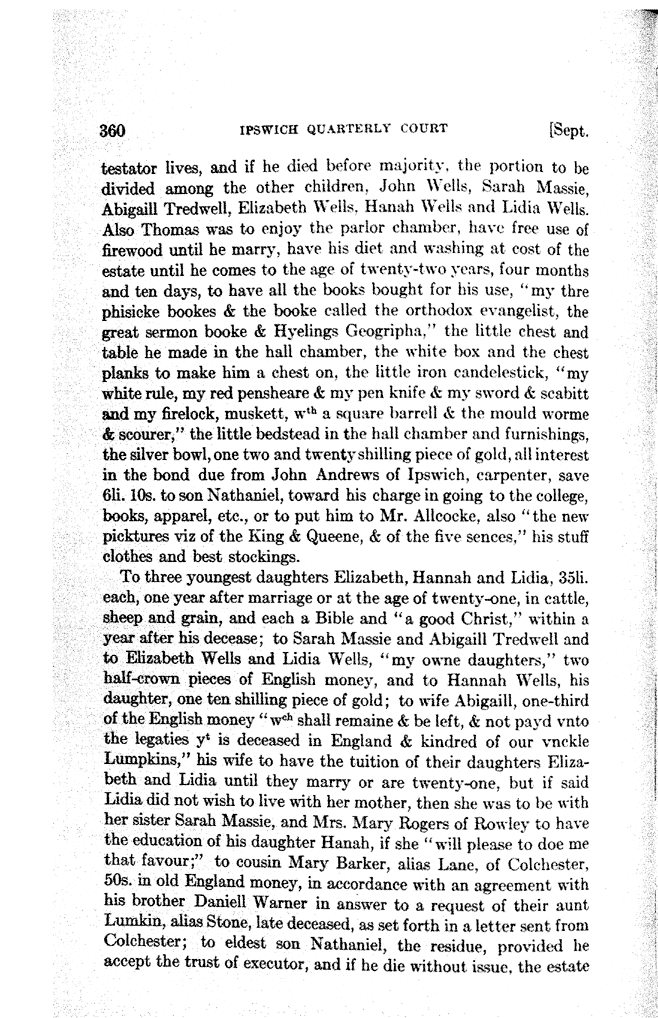 360 IPSWICH QUARTERLY COURT [Sept.
testator lives, and if he died before majority, the portion to be
divided among the other children, John Wells, Sarah Massie,
Abigaill Tredwell, Elizabeth Wells, Hanah Wells and Lidia Wells.
Also Thomas was to enjoy the parlor chamber, have free use of
firewood until he marry, have his diet and washing at cost of the
estate until he comes to the age of twenty-two years, four months
and ten days, to have all the books bought for his use, "my thre
phisicke bookes & the booke called the orthodox evangelist, the
great sermon booke & Hyelings Geogripha," the little chest and
table he made in the hall chamber, the white box and the chest
planks to make him a chest on, the little iron candelestick, "my
white rule, my red pensheare & my pen knife & my sword & scabitt
and my firelock, muskett, wᵗʰ a square barrell & the mould worme
& scourer," the little bedstead in the hall chamber and furnishings,
the silver bowl, one two and twenty shilling piece of gold, all interest
in the bond due from John Andrews of Ipswich, carpenter, save
6li. 10s. to son Nathaniel, toward his charge in going to the college,
books, apparel, etc., or to put him to Mr. Allcocke, also "the new
picktures viz of the King & Queene, & of the five sences," his stuff
clothes and best stockings.
To three youngest daughters Elizabeth, Hannah and Lidia, 35li.
each, one year after marriage or at the age of twenty-one, in cattle,
sheep and grain, and each a Bible and "a good Christ," within a
year after his decease; to Sarah Massie and Abigaill Tredwell and
to Elizabeth Wells and Lidia Wells, "my owne daughters," two
half-crown pieces of English money, and to Hannah Wells, his
daughter, one ten shilling piece of gold; to wife Abigaill, one-third
of the English money "wᶜʰ shall remaine & be left, & not payd vnto
the legaties yᵗ is deceased in England & kindred of our vnckle
Lumpkins," his wife to have the tuition of their daughters Eliza-
beth and Lidia until they marry or are twenty-one, but if said
Lidia did not wish to live with her mother, then she was to be with
her sister Sarah Massie, and Mrs. Mary Rogers of Rowley to have
the education of his daughter Hanah, if she "will please to doe me
that favour;" to cousin Mary Barker, alias Lane, of Colchester,
50s. in old England money, in accordance with an agreement with
his brother Daniell Warner in answer to a request of their aunt
Lumkin, alias Stone, late deceased, as set forth in a letter sent from
Colchester; to eldest son Nathaniel, the residue, provided he
accept the trust of executor, and if he die without issue, the estate